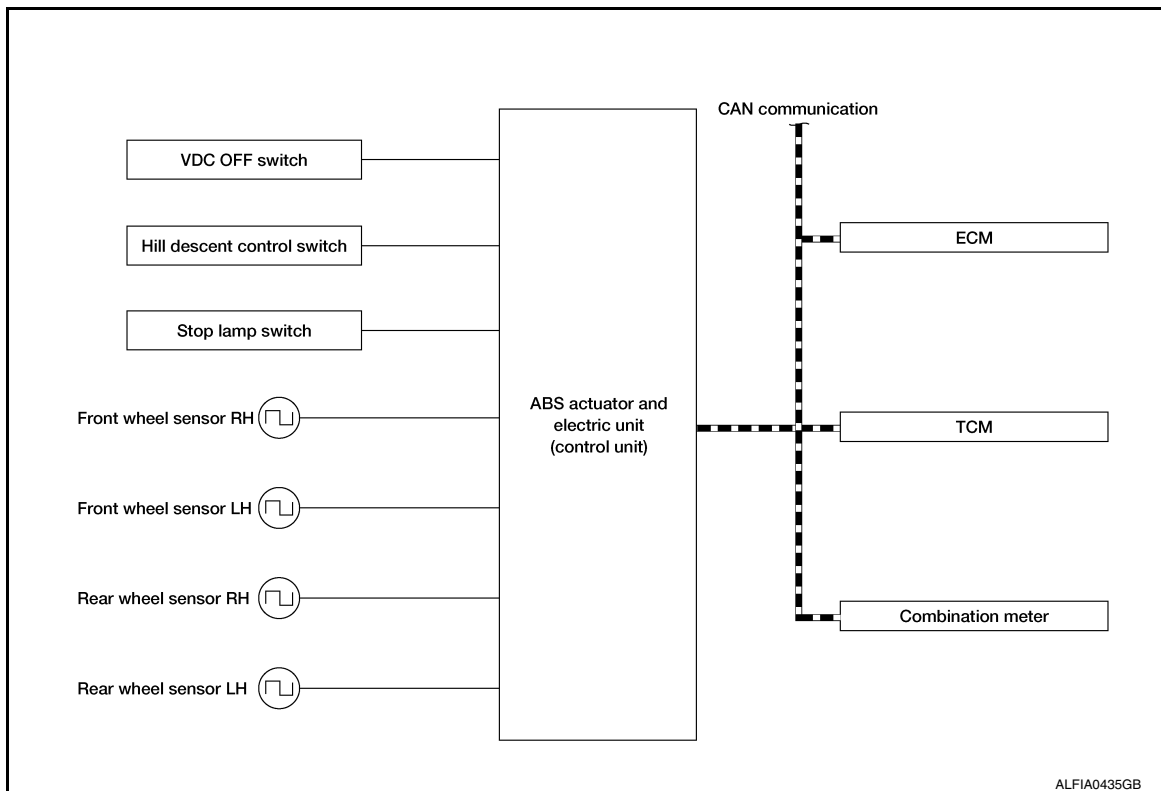 CAN communication
VDC OFF switch
Hill descent control switch
Stop lamp switch
Front wheel sensor RH
Front wheel sensor LH
Rear wheel sensor RH
Rear wheel sensor LH
ABS actuator and
electric unit
(control unit)
ECM
TCM
Combination meter
ALFIA0435GB